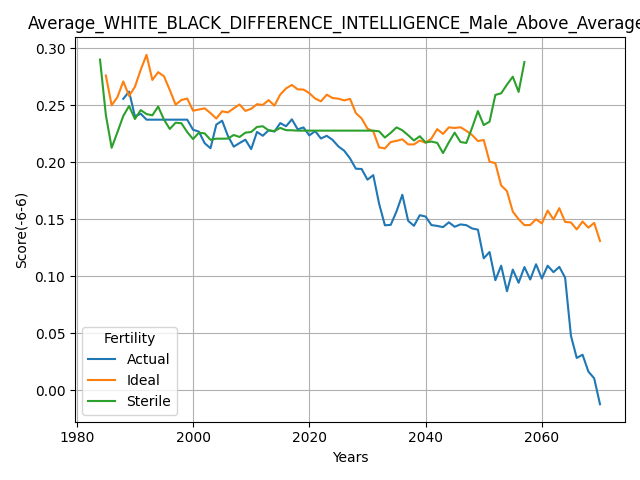 Average_WHITE_BLACK_DIFFERENCE_INTELLIGENCE_Male_Above_Average
0.30
0.25
0.20
0.15
0.10
0.05
0.00
Score(-6-6)
Fertility
Actual
Ideal
Sterile
1980
2000
2020
2040
2060
Years